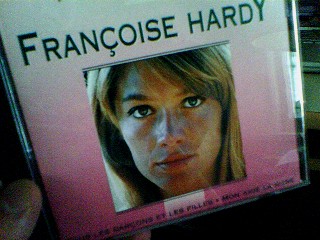 FRANÇOISE HARDY
LES GARÇONS ET LES FILLES • MON AMIE LA ROSE